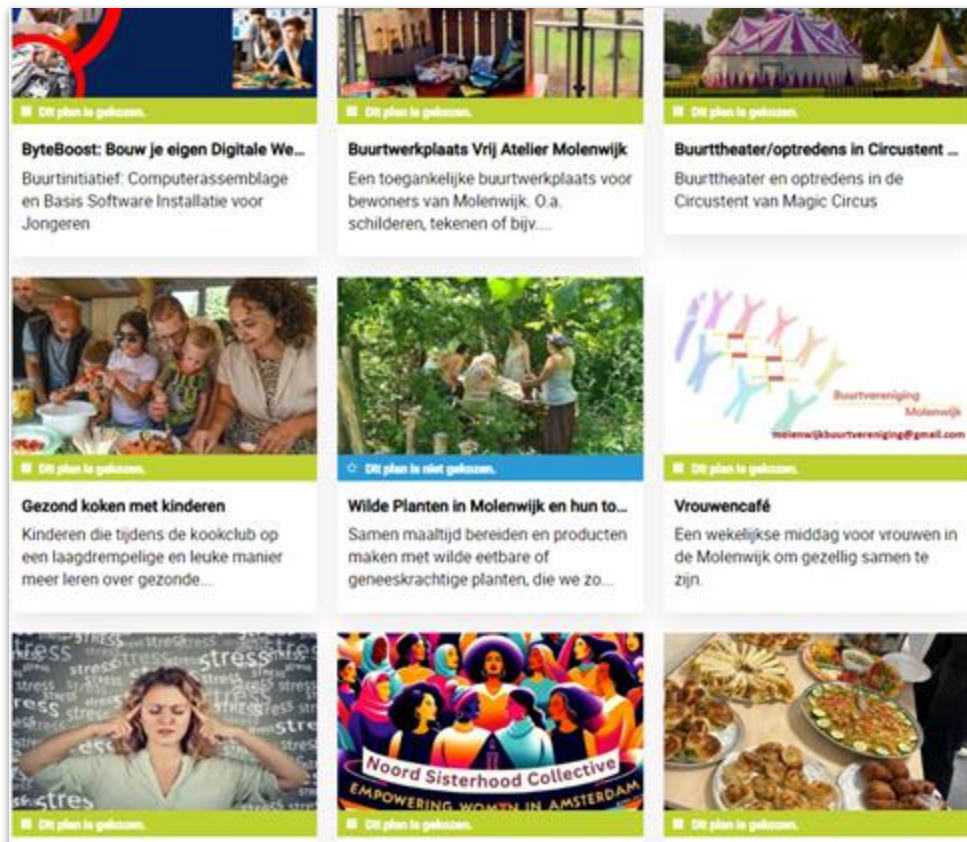 Dit plan is gekozen.
Dit plan is gekozen.
Dit plan is gekozen.
ByteBoost: Bouw je eigen Digitale We...
Buurtinitiatief: Computerassemblage
en Basis Software Installatie voor
Jongeren
Buurtwerkplaats Vrij Atelier Molenwijk
Een toegankelijke buurtwerkplaats voor
bewoners van Molenwijk. O.a.
schilderen, tekenen of bijv....
Buurttheater/optredens in Circustent ...
Buurttheater en optredens in de
Circustent van Magic Circus
Dit plan is gekozen.
Gezond koken met kinderen
Kinderen die tijdens de kookclub op
een laagdrempelige en leuke manier
meer leren over gezonde...
Dit plan is niet gekozen.
Wilde Planten in Molenwijk en hun to...
Samen maaltijd bereiden en producten
maken met wilde eetbare of
geneeskrachtige planten, die we zo...
Buurtvereniging
Molenwijk
molenwijkbuurtvereniging@gmail.com
Dit plan is gekozen.
Vrouwencafé
Een wekelijkse middag voor vrouwen in
de Molenwijk om gezellig samen te
zijn.
stress
stress
stress
Dit plan is gekozen.
Noord Sisterhood Collective
EMPOWERING WOMEN IN AMSTERDAM
Dit plan is gekozen.
Dit plan is gekozen.